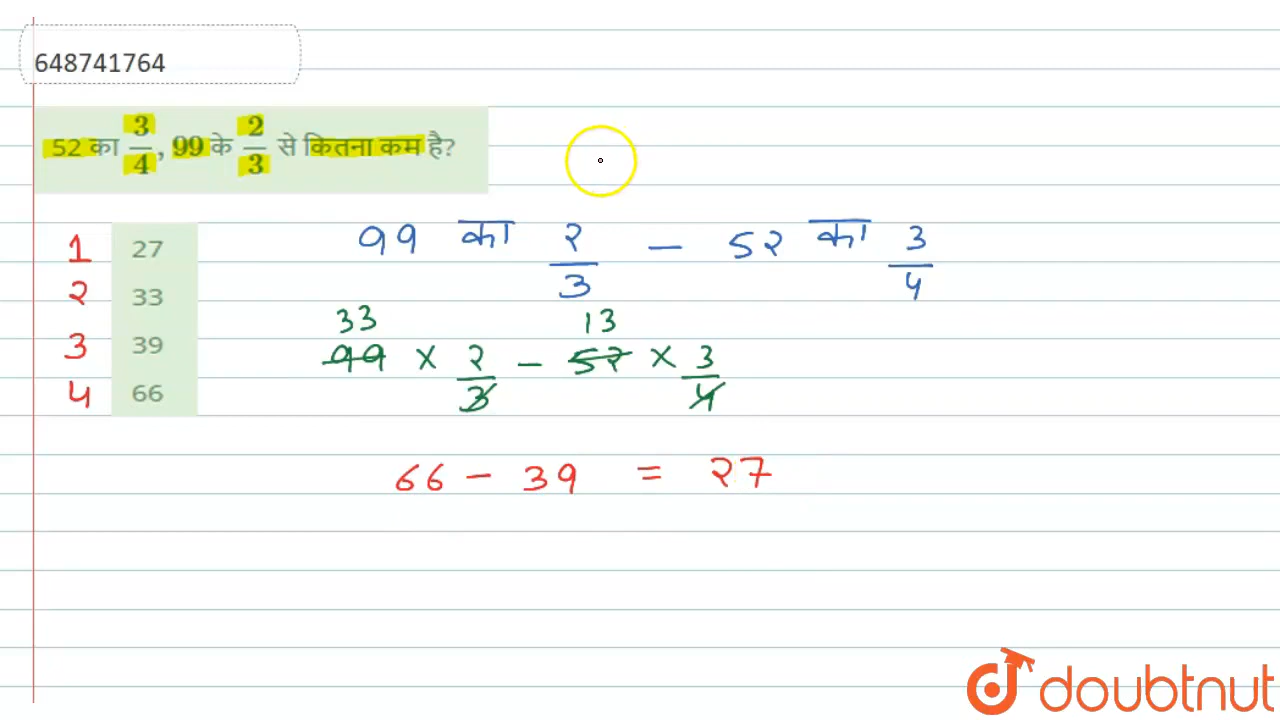 648741764
52 का 3/4, 99 के 2/3 से कितना कम है?
1 27
2 33
3 39
4 66
99 का 2/3 - 52 का 3/4
33 13
99 × 2/3 - 52 × 3/4
66 - 39 = 27
doubtnut